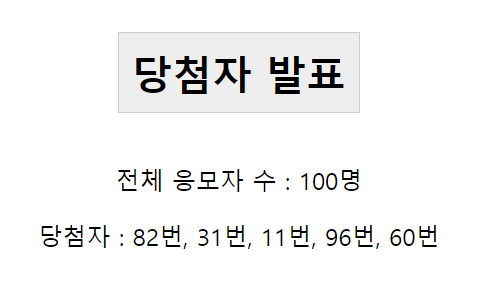 당첨자 발표
전체 응모자 수 : 100명
당첨자 : 82번, 31번, 11번, 96번, 60번